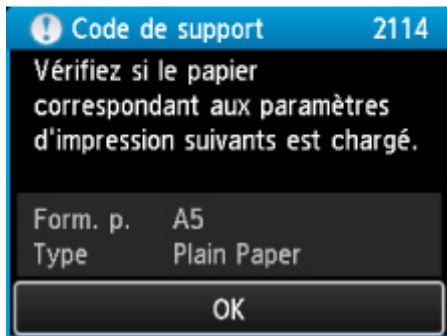 Code de support 2114
Vérifiez si le papier
correspondant aux paramètres
d'impression suivants est chargé.
Form. p. A5
Type Plain Paper
OK